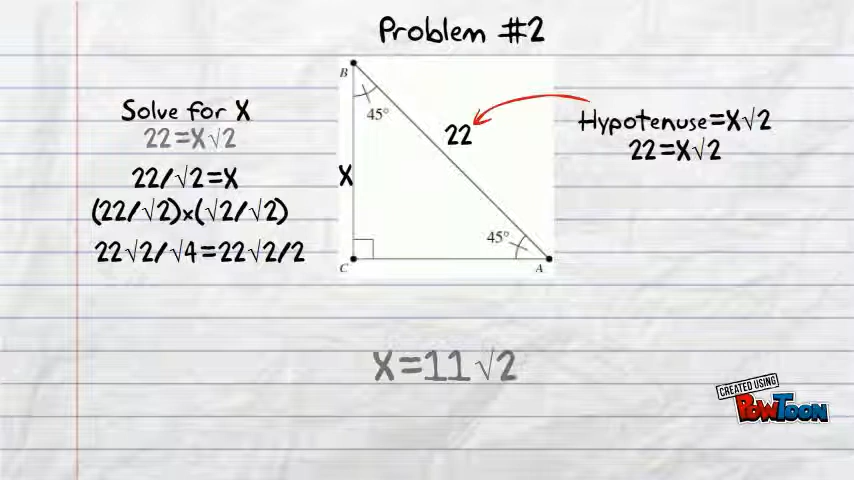 Problem #2
Solve for X
22=X√2
22/√2=X
(22/√2)x(√2/√2)
22√2/√4=22√2/2
B
45°
22
X
45°
C
A
Hypotenuse=X√2
22=X√2
X=11√2
CREATED USING
POWTOON